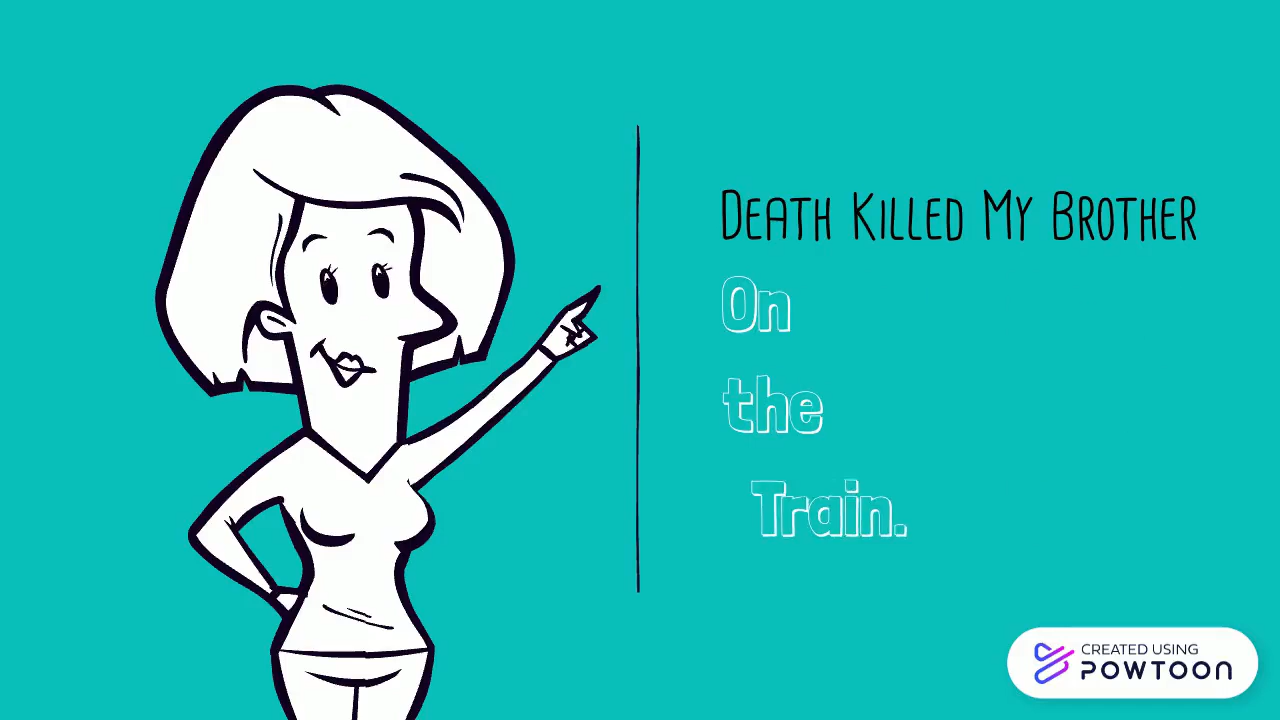 Death Killed My Brother
On
the
Train.
CREATED USING
POWTOON